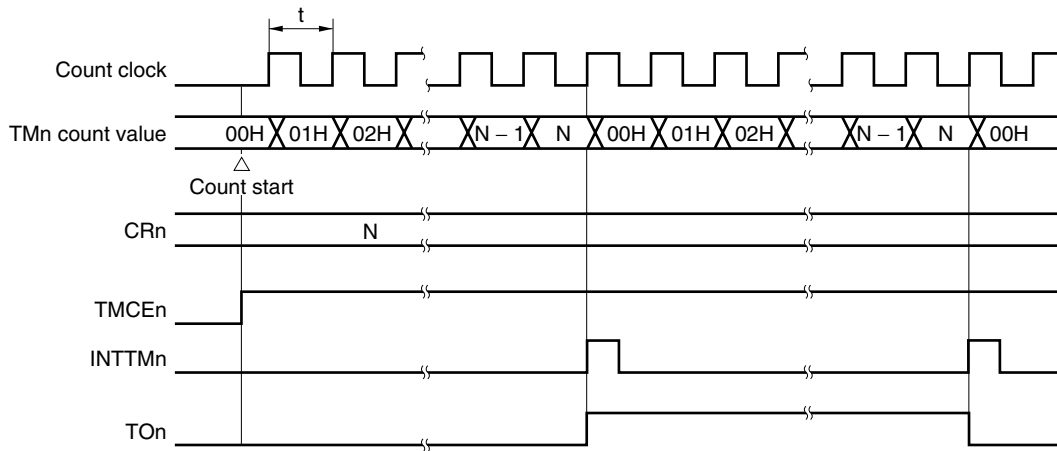 t
Count clock
TMn count value 00H 01H 02H N − 1 N 00H 01H 02H N − 1 N 00H
Count start
CRn N
TMCEn
INTTMn
TOn